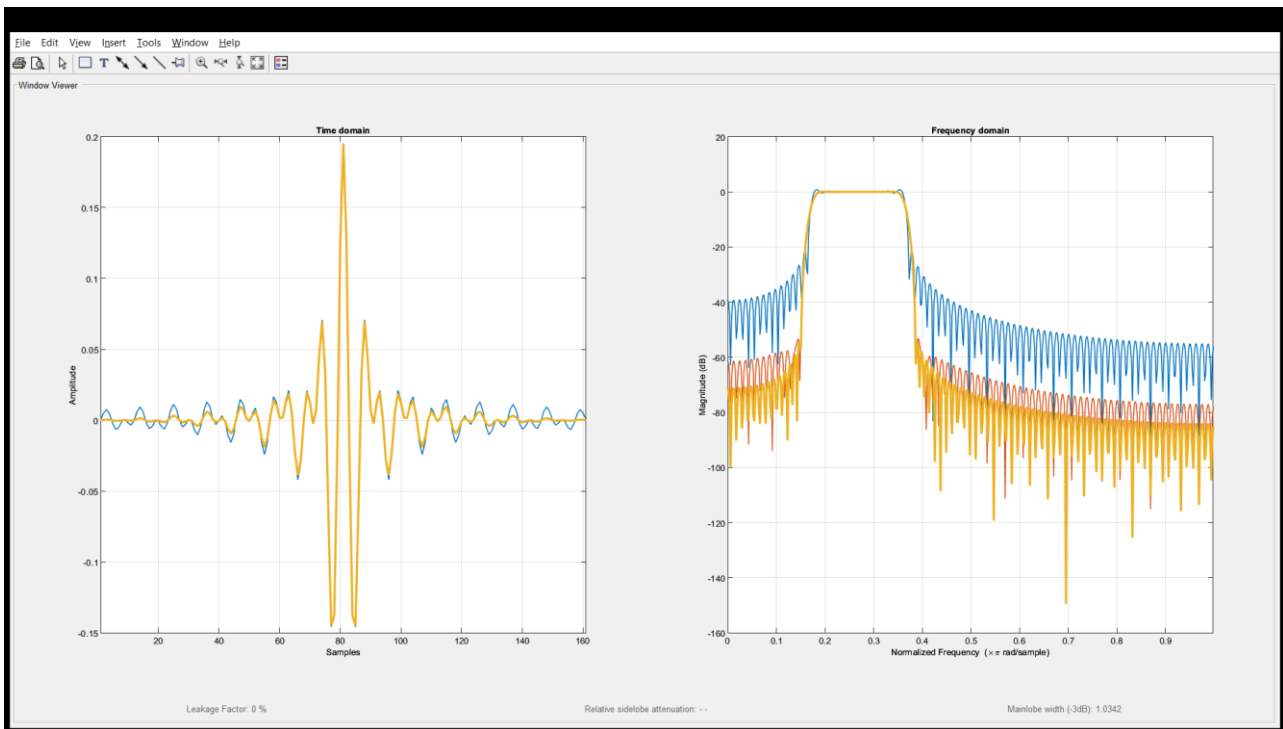 File Edit View Insert Tools Window Help
T
Window Viewer
Time domain
0.2
0.15
0.1
0.05
0
-0.05
-0.1
-0.15
Amplitude
20 40 60 80 100 120 140 160
Samples
Frequency domain
20
0
-20
-40
-60
-80
-100
-120
-140
-160
Magnitude (dB)
0 0.1 0.2 0.3 0.4 0.5 0.6 0.7 0.8 0.9
Normalized Frequency (×π rad/sample)
Leakage Factor: 0 % Relative sidelobe attenuation: - - Mainlobe width (-3dB): 1.0342